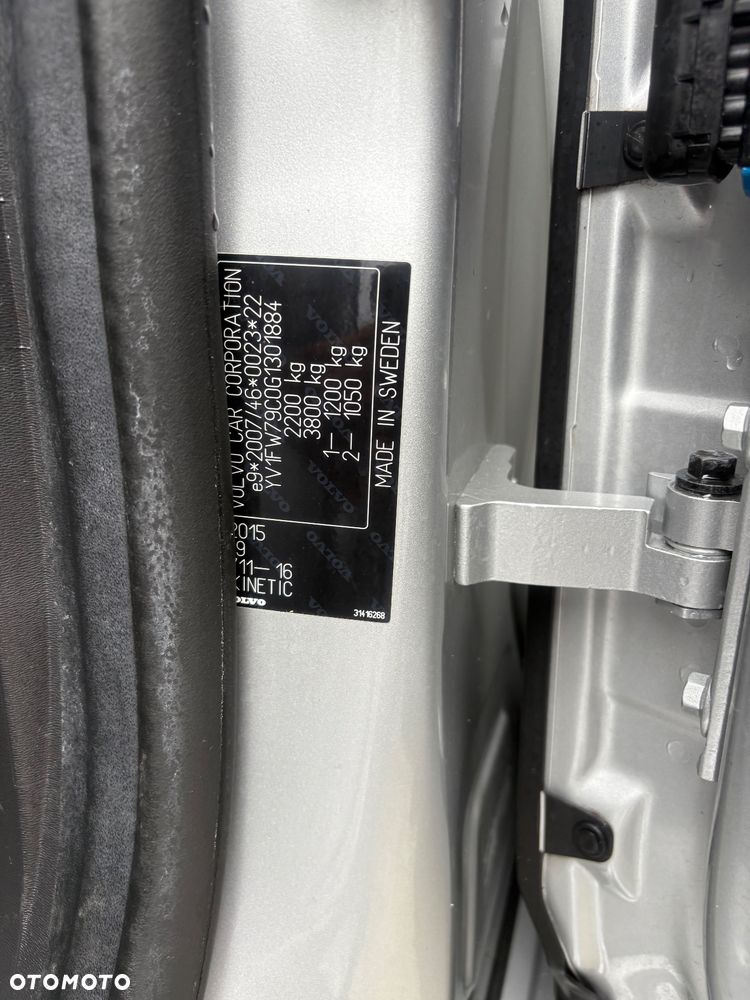 VOLVO CAR CORPORATION
e9*2007/46*0023*22
YV1FW79C0G1301884
2200 kg
3800 kg
1– 1200 kg
2– 1050 kg
MADE IN SWEDEN
2015
11– 16
KINETIC
VOLVO
31416268
OTOMOTO